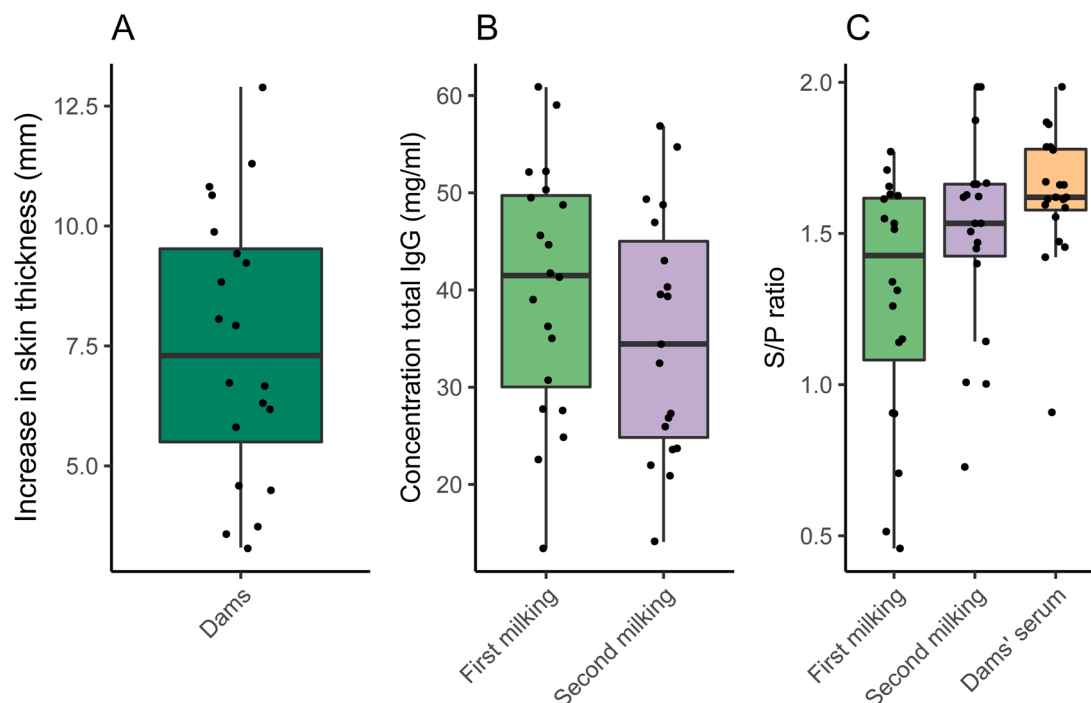 A
Increase in skin thickness (mm)
12.5
10.0
7.5
5.0
Dams
B
Concentration total IgG (mg/ml)
60
50
40
30
20
First milking
Second milking
C
S/P ratio
2.0
1.5
1.0
0.5
First milking
Second milking
Dams' serum